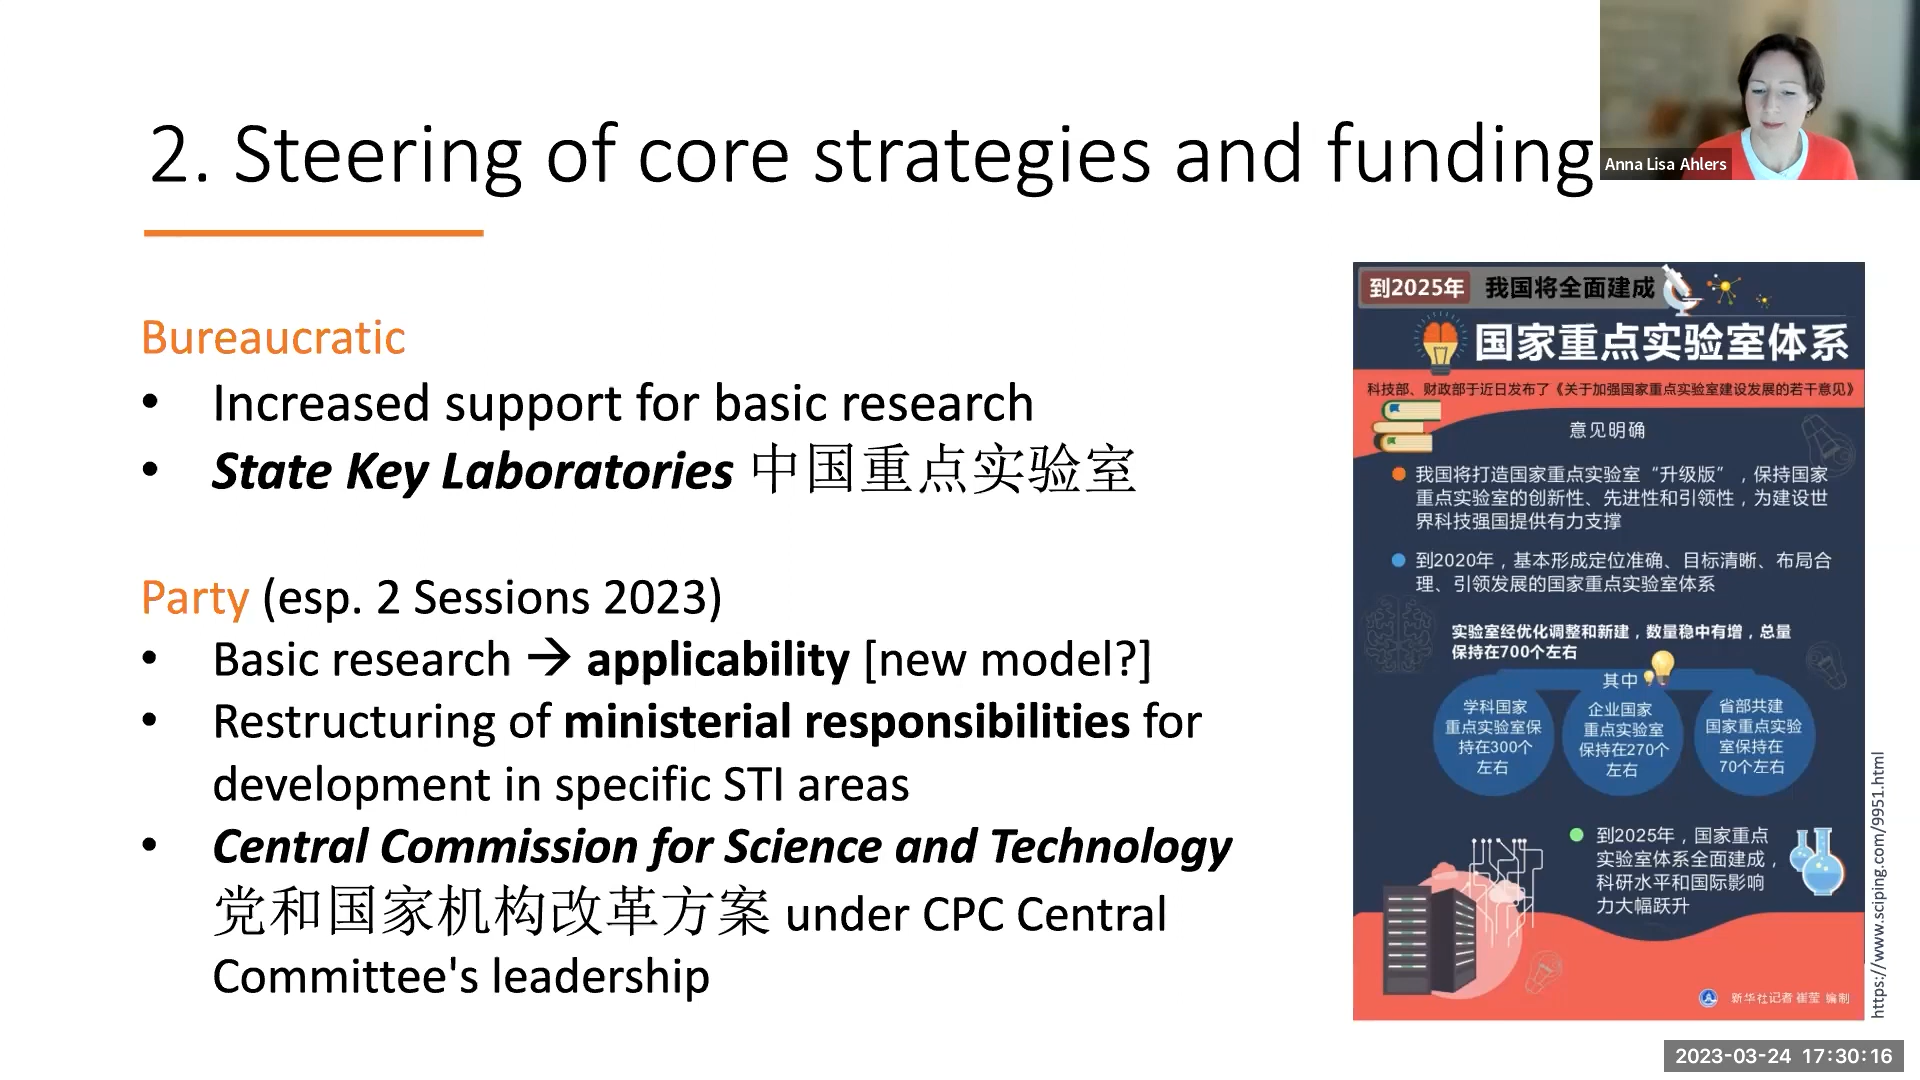 2. Steering of core strategies and funding
Anna Lisa Ahlers
Bureaucratic
• Increased support for basic research
• State Key Laboratories 中国重点实验室
Party (esp. 2 Sessions 2023)
• Basic research → applicability [new model?]
• Restructuring of ministerial responsibilities for
development in specific STI areas
• Central Commission for Science and Technology
党和国家机构改革方案 under CPC Central
Committee's leadership
到2025年 我国将全面建成
国家重点实验室体系
科技部、财政部于近日发布了《关于加强国家重点实验室建设发展的若干意见》
意见明确
我国将打造国家重点实验室“升级版”，保持国家
重点实验室的创新性、先进性和引领性，为建设世
界科技强国提供有力支撑
到2020年，基本形成定位准确、目标清晰、布局合
理、引领发展的国家重点实验室体系
实验室经优化调整和新建，数量稳中有增，总量
保持在700个左右
其中
学科国家
重点实验室保
持在300个
左右
企业国家
重点实验室
保持在270个
左右
省部共建
国家重点实验
室保持在
70个左右
到2025年，国家重点
实验室体系全面建成，
科研水平和国际影响
力大幅跃升
新华社记者 崔莹 编制
https://www.sciping.com/9951.html
2023-03-24 17:30:16